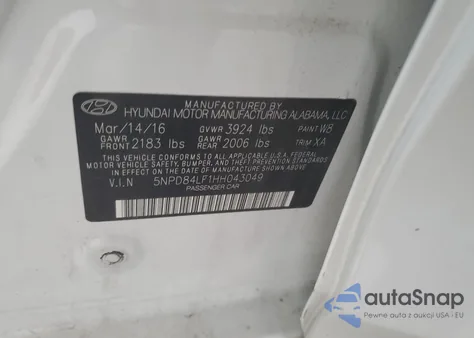 MANUFACTURED BY
HYUNDAI MOTOR MANUFACTURING ALABAMA, LLC
Mar/14/16 GVWR 3924 lbs PAINT W8
GAWR FRONT 2183 lbs GAWR REAR 2006 lbs TRIM XA
THIS VEHICLE CONFORMS TO ALL APPLICABLE FEDERAL
MOTOR VEHICLE SAFETY, BUMPER, AND THEFT PREVENTION STANDARDS
IN EFFECT ON THE DATE OF MANUFACTURE SHOWN ABOVE.
V.I.N 5NPD84LF1HH043049
PASSENGER CAR
autoSnap
Pewne auta z aukcji USA i EU